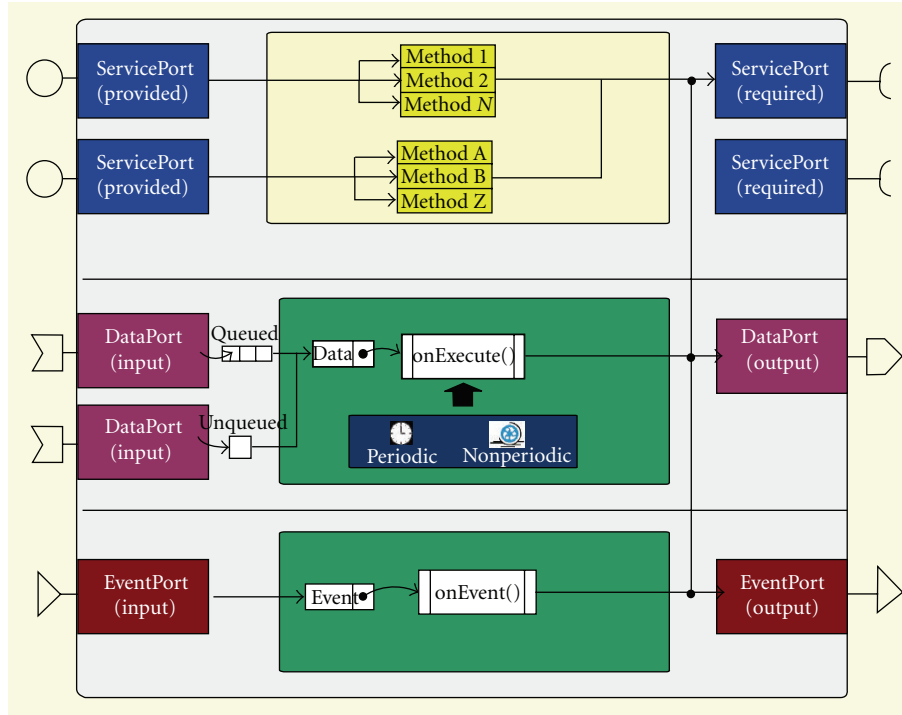 ServicePort
(provided)
Method 1
Method 2
Method N
ServicePort
(required)
ServicePort
(provided)
Method A
Method B
Method Z
ServicePort
(required)
DataPort
(input)
Queued
Data
onExecute()
DataPort
(output)
DataPort
(input)
Unqueued
Periodic
Nonperiodic
EventPort
(input)
Event
onEvent()
EventPort
(output)